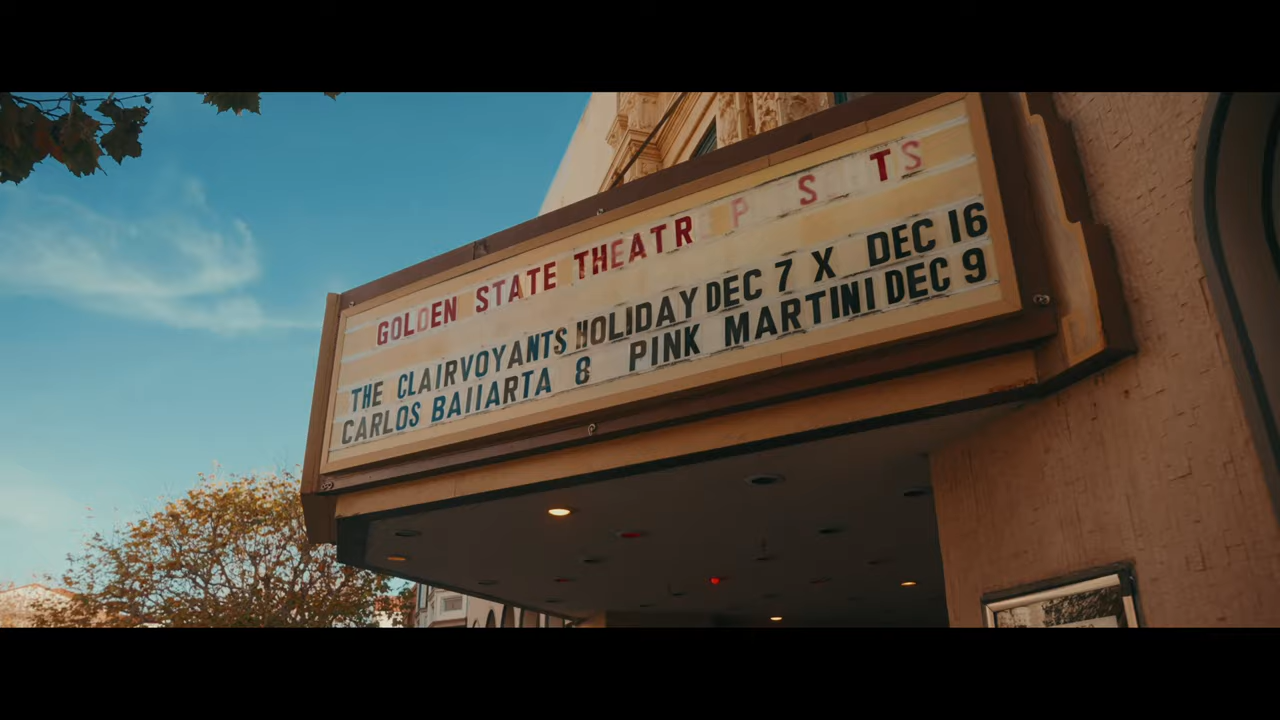 GOLDEN STATE THEATR P S TS
THE CLAIRVOYANTS HOLIDAY DEC 7 X DEC 16
CARLOS BAIIARTA 8 PINK MARTINI DEC 9